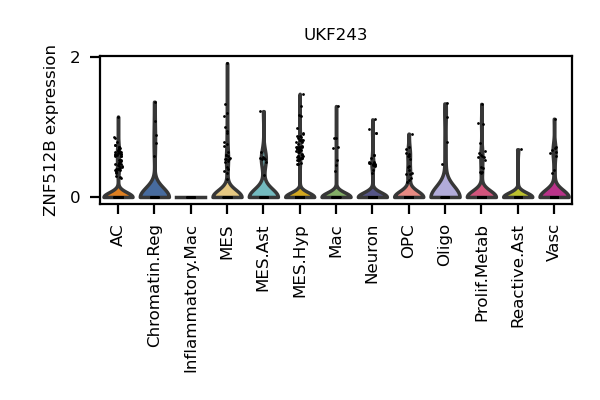 UKF243
ZNF512B expression
2
0
AC
Chromatin.Reg
Inflammatory.Mac
MES
MES.Ast
MES.Hyp
Mac
Neuron
OPC
Oligo
Prolif.Metab
Reactive.Ast
Vasc